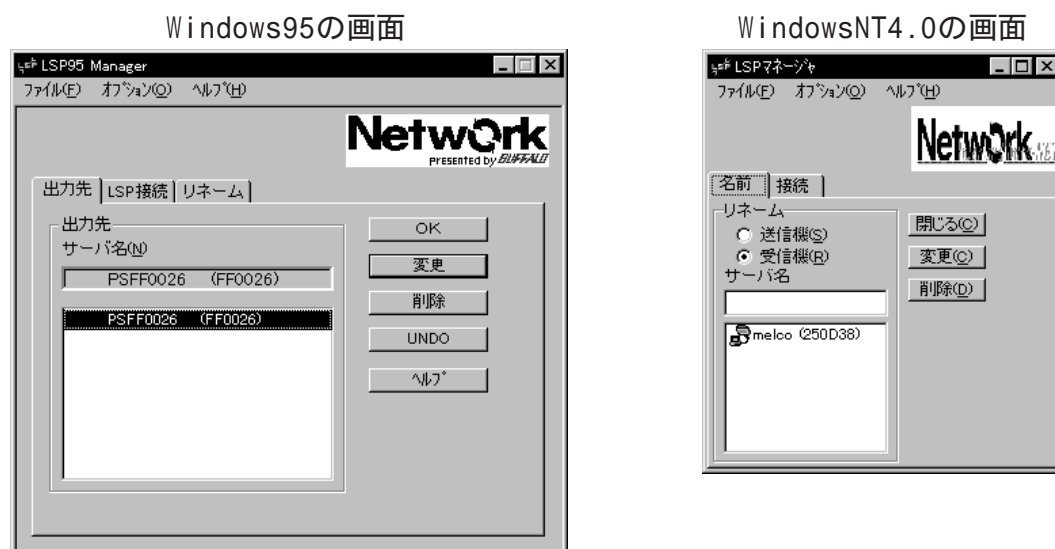 Windows95の画面
LSP95 Manager
ファイル(F) オプション(O) ヘルプ(H)
Network
PRESENTED by BUFFALO
出力先 LSP接続 リネーム
出力先
サーバ名(N)
PSFF0026 (FF0026)
PSFF0026 (FF0026)
OK
変更
削除
UNDO
ヘルプ
WindowsNT4.0の画面
LSPマネージャ
ファイル(F) オプション(O) ヘルプ(H)
Network
名前 接続
リネーム
送信機(S)
受信機(R)
サーバ名
melco (250D38)
閉じる(C)
変更(C)
削除(D)